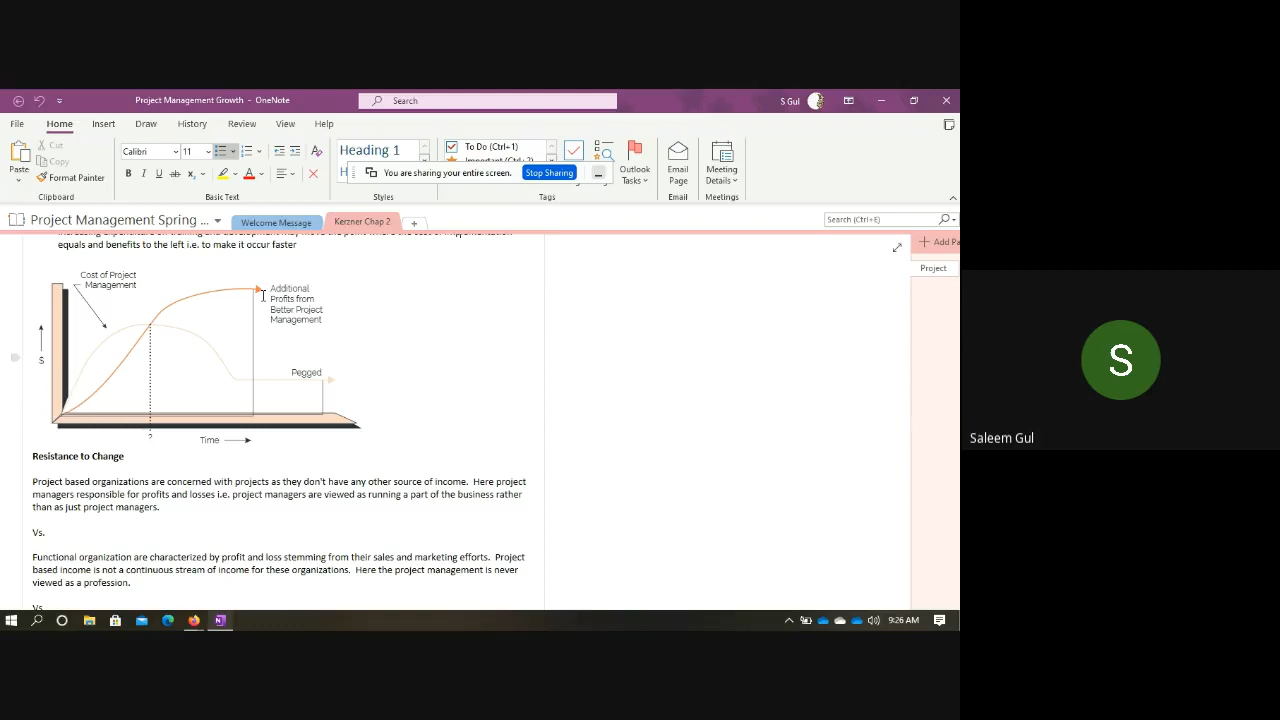 Project Management Growth - OneNote
Search
S Gul
File Home Insert Draw History Review View Help
Paste
Cut
Copy
Format Painter
Clipboard
Calibri 11
B I U ab x A
Basic Text
Heading 1
Styles
To Do (Ctrl+1)
Important (Ctrl+2)
Tags
You are sharing your entire screen.
Stop Sharing
Outlook
Tasks
Email
Page
Email
Meeting
Details
Meetings
Project Management Spring ...
Welcome Message
Kerzner Chap 2
Search (Ctrl+E)
Add Pa
Project
equals and benefits to the left i.e. to make it occur faster
Cost of Project
Management
Additional
Profits from
Better Project
Management
$
Pegged
?
Time
Resistance to Change
Project based organizations are concerned with projects as they don't have any other source of income. Here project
managers responsible for profits and losses i.e. project managers are viewed as running a part of the business rather
than as just project managers.
Vs.
Functional organization are characterized by profit and loss stemming from their sales and marketing efforts. Project
based income is not a continuous stream of income for these organizations. Here the project management is never
viewed as a profession.
Vs.
9:26 AM
S
Saleem Gul